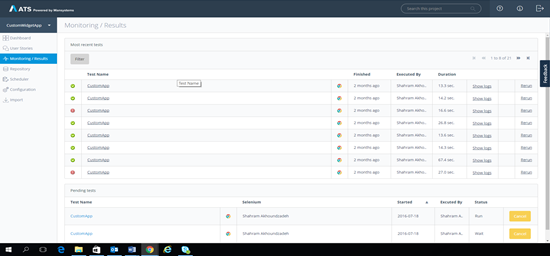 ATS Powered by Macsystems
Search this project
CustomWidgetApp
Monitoring / Results
Dashboard
User Stories
Monitoring / Results
Repository
Scheduler
Configuration
Import
Most recent tests
Filter
1 to 8 of 21
Feedback
Test Name Finished Executed By Duration
Test Name
CustomApp 2 months ago Shahram Akho... 13.3 sec. Show logs Rerun
CustomApp 2 months ago Shahram Akho... 14.2 sec. Show logs Rerun
CustomApp 2 months ago Shahram Akho... 16.6 sec. Show logs Rerun
CustomApp 2 months ago Shahram Akho... 26.8 sec. Show logs Rerun
CustomApp 2 months ago Shahram Akho... 13.6 sec. Show logs Rerun
CustomApp 2 months ago Shahram Akho... 14.3 sec. Show logs Rerun
CustomApp 2 months ago Shahram Akho... 67.4 sec. Show logs Rerun
CustomApp 2 months ago Shahram Akho... 27.0 sec. Show logs Rerun
Pending tests
Test Name Selenium Started Excuted By Status
CustomApp Shahram Akhoundzadeh 2016-07-18 Shahram A.. Run Cancel
CustomApp Shahram Akhoundzadeh 2016-07-18 Shahram A.. Wait Cancel